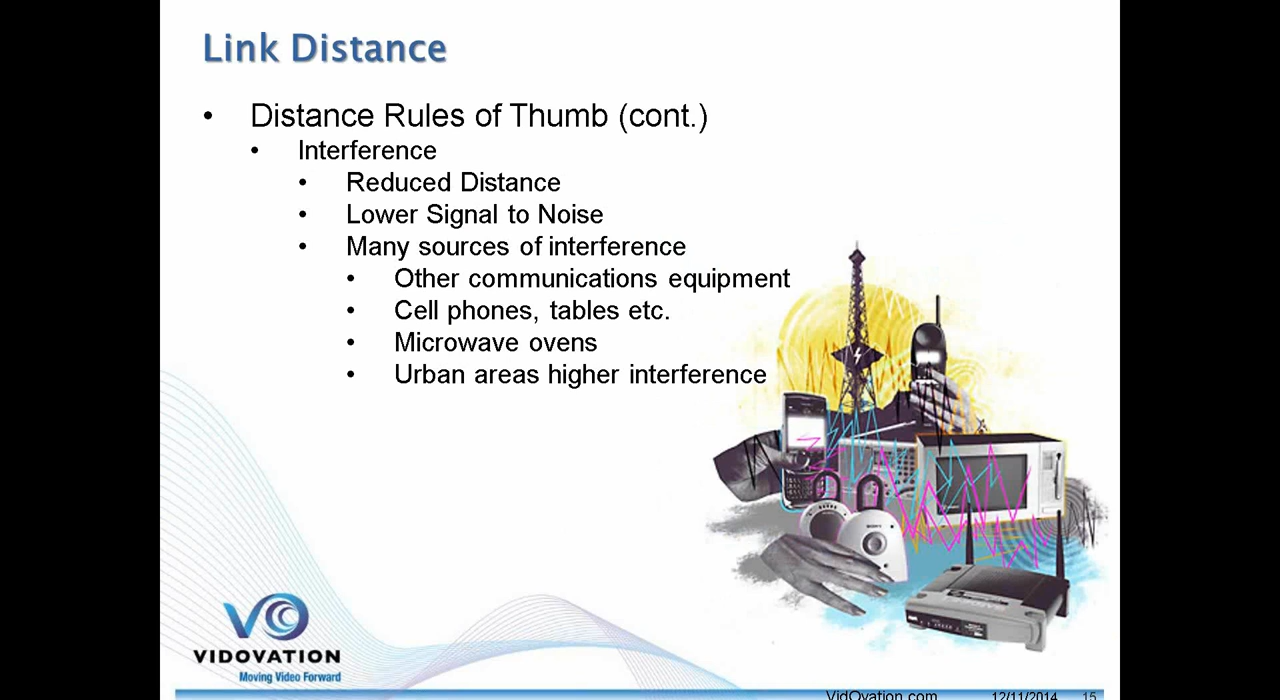 Link Distance
• Distance Rules of Thumb (cont.)
• Interference
• Reduced Distance
• Lower Signal to Noise
• Many sources of interference
• Other communications equipment
• Cell phones, tables etc.
• Microwave ovens
• Urban areas higher interference
VO
VIDOVATION
Moving Video Forward
VidOvation.com 12/11/2014 15